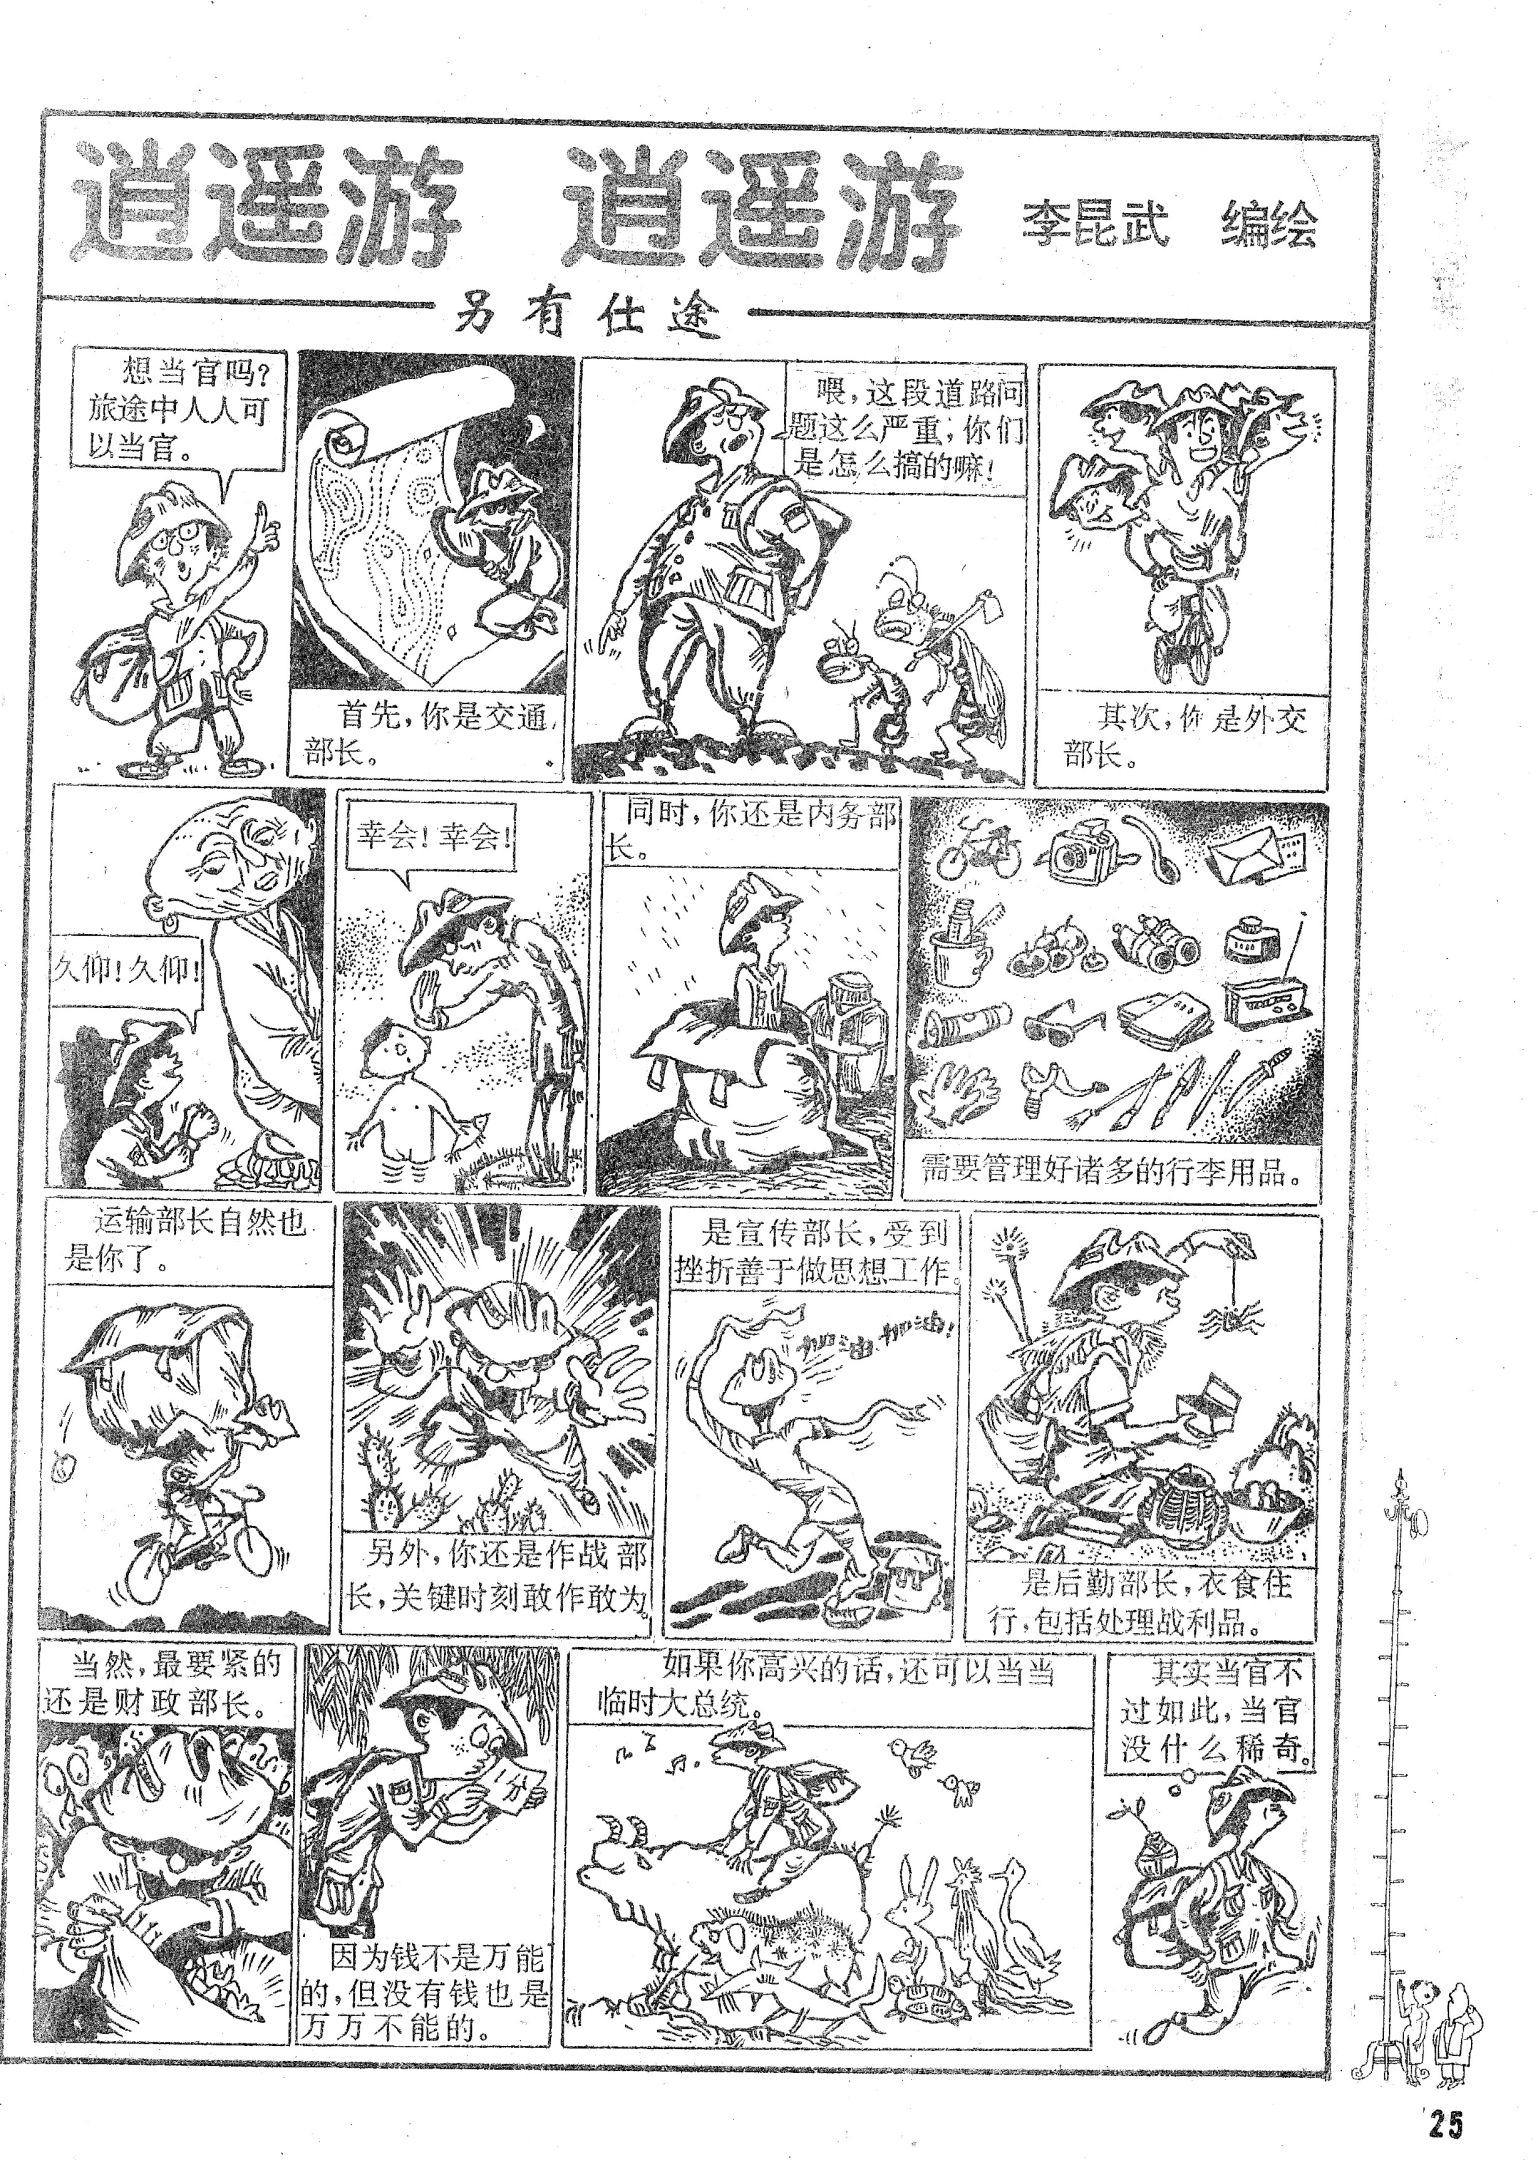 逍遥游　逍遥游
李昆武　编绘
另有仕途
想当官吗？
旅途中人人可
以当官。
首先，你是交通
部长。
喂，这段道路问
题这么严重，你们
是怎么搞的嘛！
其次，你是外交
部长。
久仰！久仰！
幸会！幸会！
同时，你还是内务部
长。
需要管理好诸多的行李用品。
运输部长自然也
是你了。
另外，你还是作战部
长，关键时刻敢作敢为。
是宣传部长，受到
挫折善于做思想工作。
加油加油！
是后勤部长，衣食住
行，包括处理战利品。
当然，最要紧的
还是财政部长。
一分
因为钱不是万能
的，但没有钱也是
万万不能的。
如果你高兴的话，还可以当当
临时大总统。
其实当官不
过如此，当官
没什么稀奇。
25